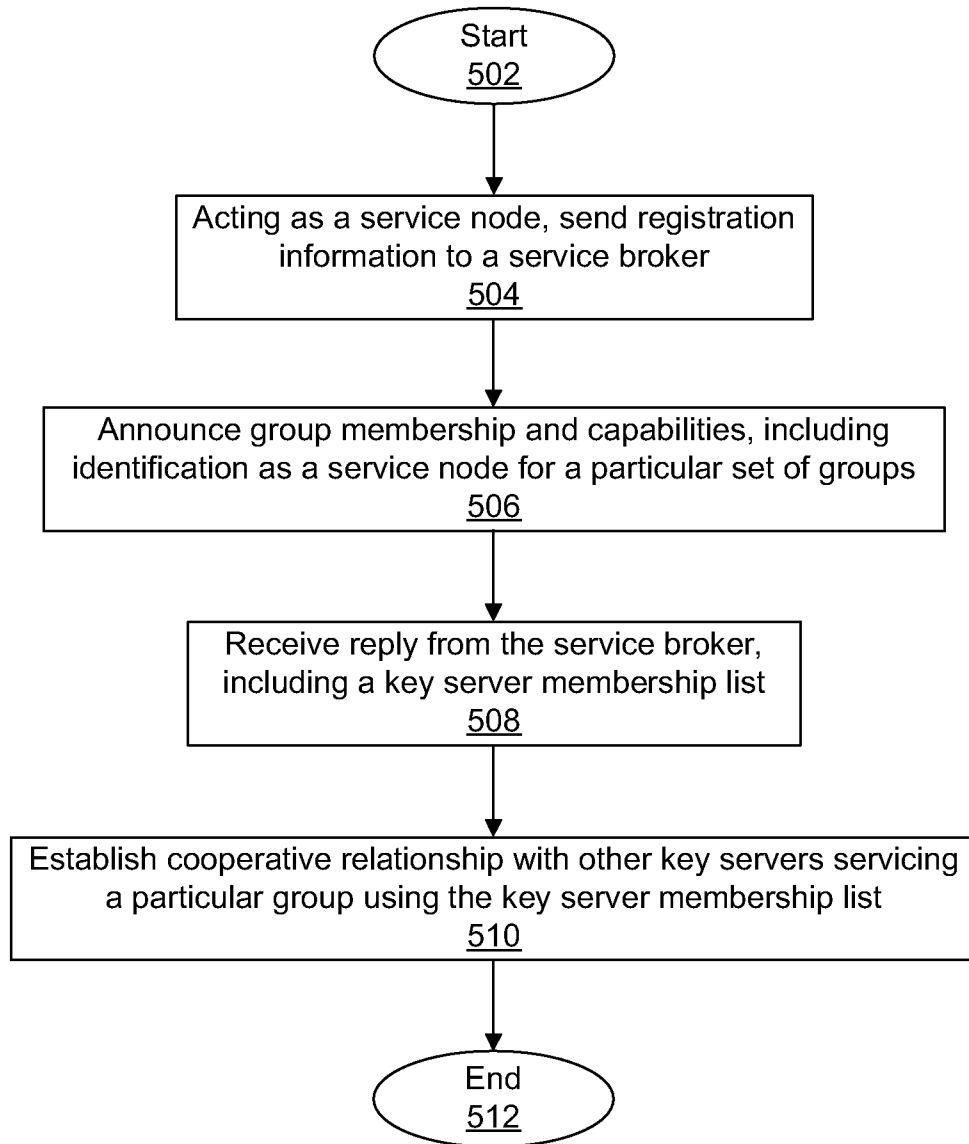 Start
502
Acting as a service node, send registration
information to a service broker
504
Announce group membership and capabilities, including
identification as a service node for a particular set of groups
506
Receive reply from the service broker,
including a key server membership list
508
Establish cooperative relationship with other key servers servicing
a particular group using the key server membership list
510
End
512